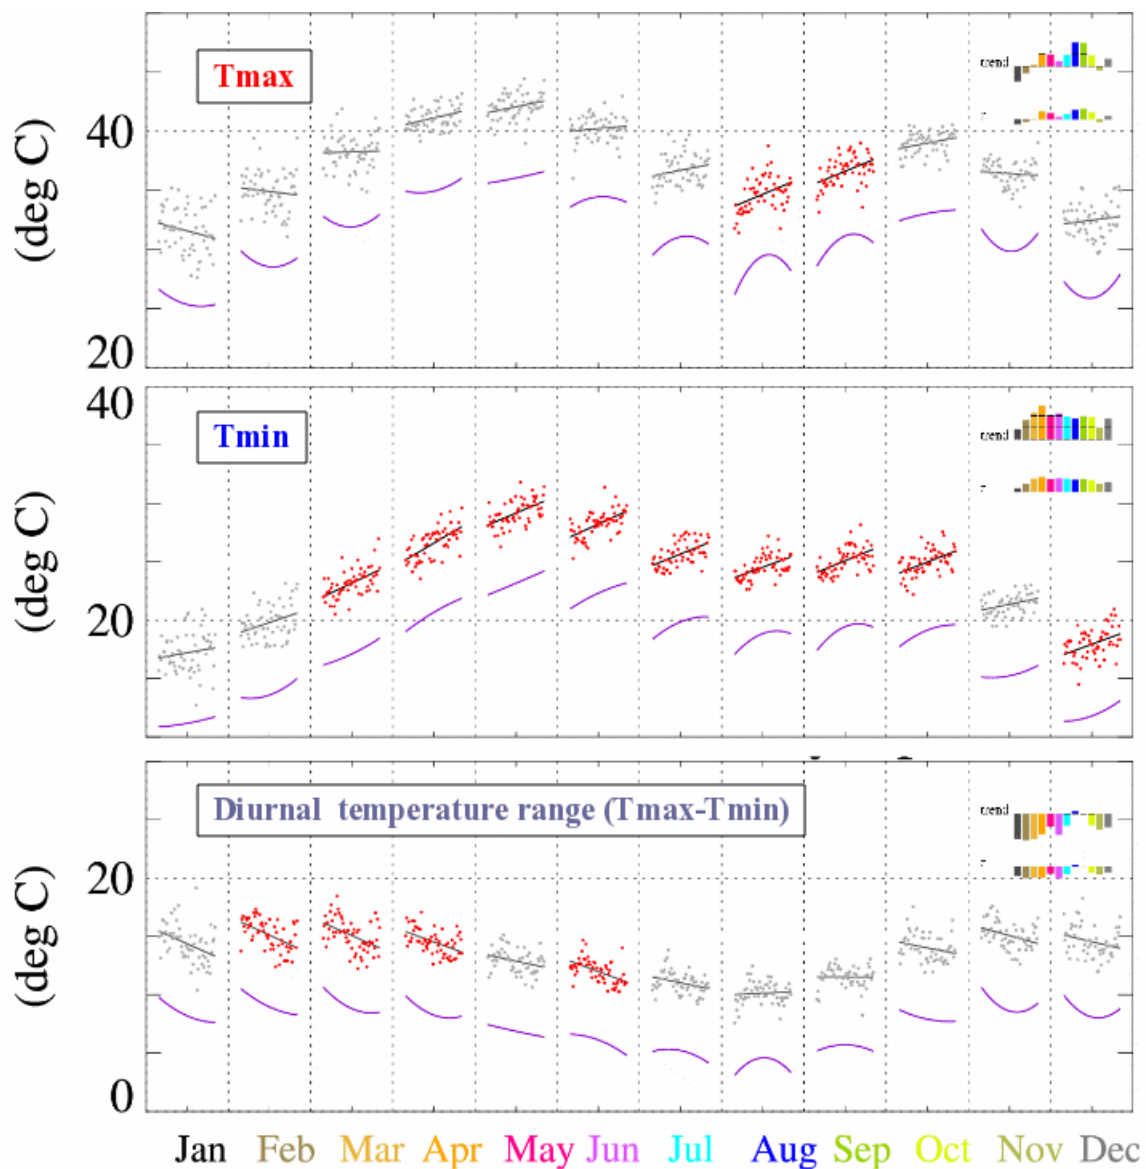 Tmax
trend
r
(deg C)
40
20
Tmin
trend
40
(deg C)
20
Diurnal temperature range (Tmax-Tmin)
trend
20
(deg C)
0
Jan Feb Mar Apr May Jun Jul Aug Sep Oct Nov Dec